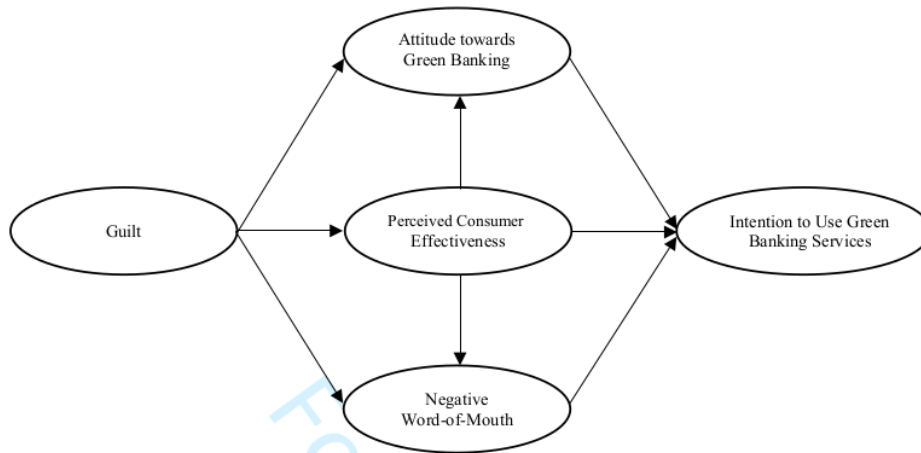 Attitude towards
Green Banking
Guilt
Perceived Consumer
Effectiveness
Intention to Use Green
Banking Services
Negative
Word-of-Mouth